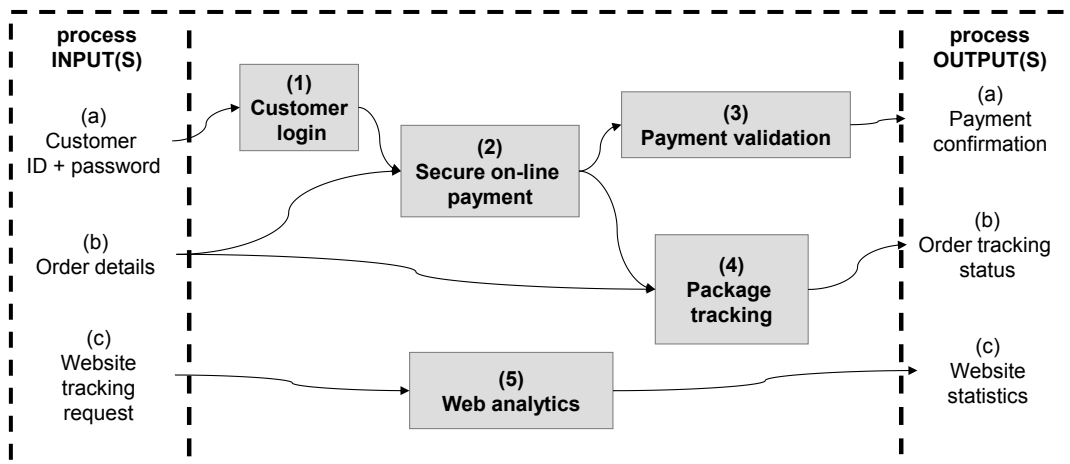 process
INPUT(S)
(a)
Customer
ID + password
(b)
Order details
(c)
Website
tracking
request
(1)
Customer
login
(2)
Secure on-line
payment
(3)
Payment validation
(4)
Package
tracking
(5)
Web analytics
process
OUTPUT(S)
(a)
Payment
confirmation
(b)
Order tracking
status
(c)
Website
statistics